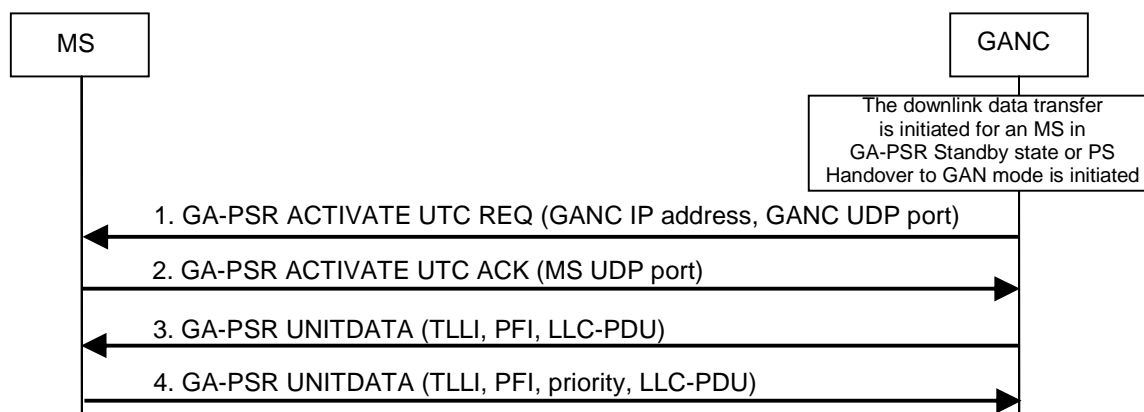 MS
GANC
The downlink data transfer
is initiated for an MS in
GA-PSR Standby state or PS
Handover to GAN mode is initiated
1. GA-PSR ACTIVATE UTC REQ (GANC IP address, GANC UDP port)
2. GA-PSR ACTIVATE UTC ACK (MS UDP port)
3. GA-PSR UNITDATA (TLLI, PFI, LLC-PDU)
4. GA-PSR UNITDATA (TLLI, PFI, priority, LLC-PDU)